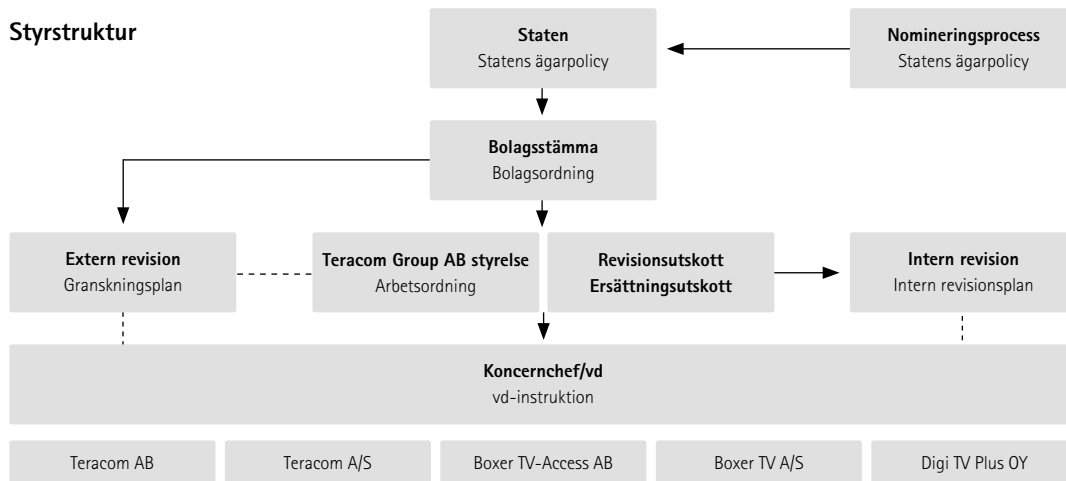 Styrstruktur
Staten
Statens ägarpolicy
Nomineringsprocess
Statens ägarpolicy
Bolagsstämma
Bolagsordning
Extern revision
Granskningsplan
Teracom Group AB styrelse
Arbetsordning
Revisionsutskott
Ersättningsutskott
Intern revision
Intern revisionsplan
Koncernchef/vd
vd-instruktion
Teracom AB
Teracom A/S
Boxer TV-Access AB
Boxer TV A/S
Digi TV Plus OY